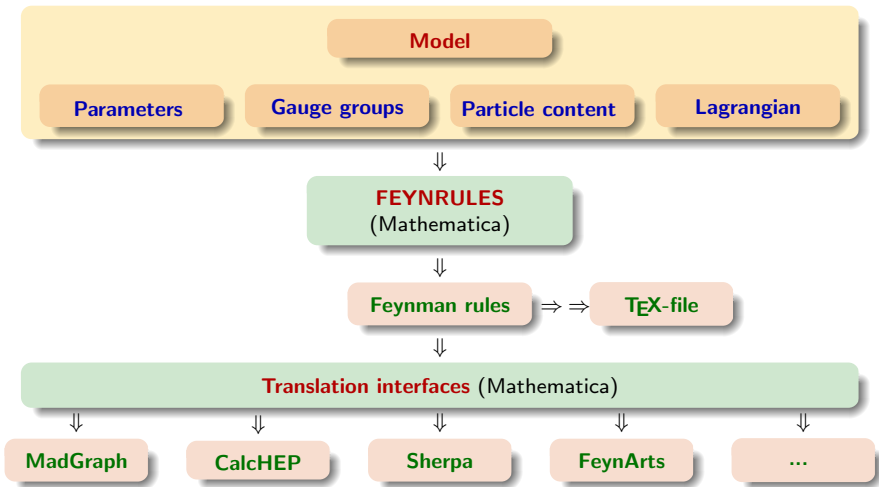 Model
Parameters
Gauge groups
Particle content
Lagrangian
⇓
FEYNRULES
(Mathematica)
⇓
Feynman rules ⇒ ⇒ TEX-file
⇓
Translation interfaces (Mathematica)
⇓ ⇓ ⇓ ⇓ ⇓
MadGraph
CalcHEP
Sherpa
FeynArts
...